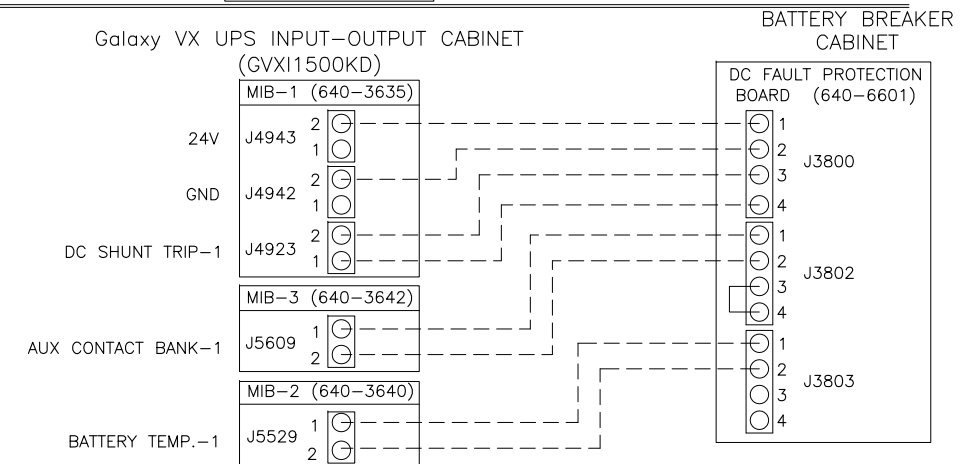 BATTERY BREAKER
CABINET
Galaxy VX UPS INPUT-OUTPUT CABINET
(GVXI1500KD)
DC FAULT PROTECTION
BOARD (640-6601)
MIB-1 (640-3635)
24V J4943 2
1
GND J4942 2
1
DC SHUNT TRIP-1 J4923 2
1
MIB-3 (640-3642)
AUX CONTACT BANK-1 J5609 1
2
MIB-2 (640-3640)
BATTERY TEMP.-1 J5529 1
2
1
2 J3800
3
4
1
2 J3802
3
4
1
2 J3803
3
4